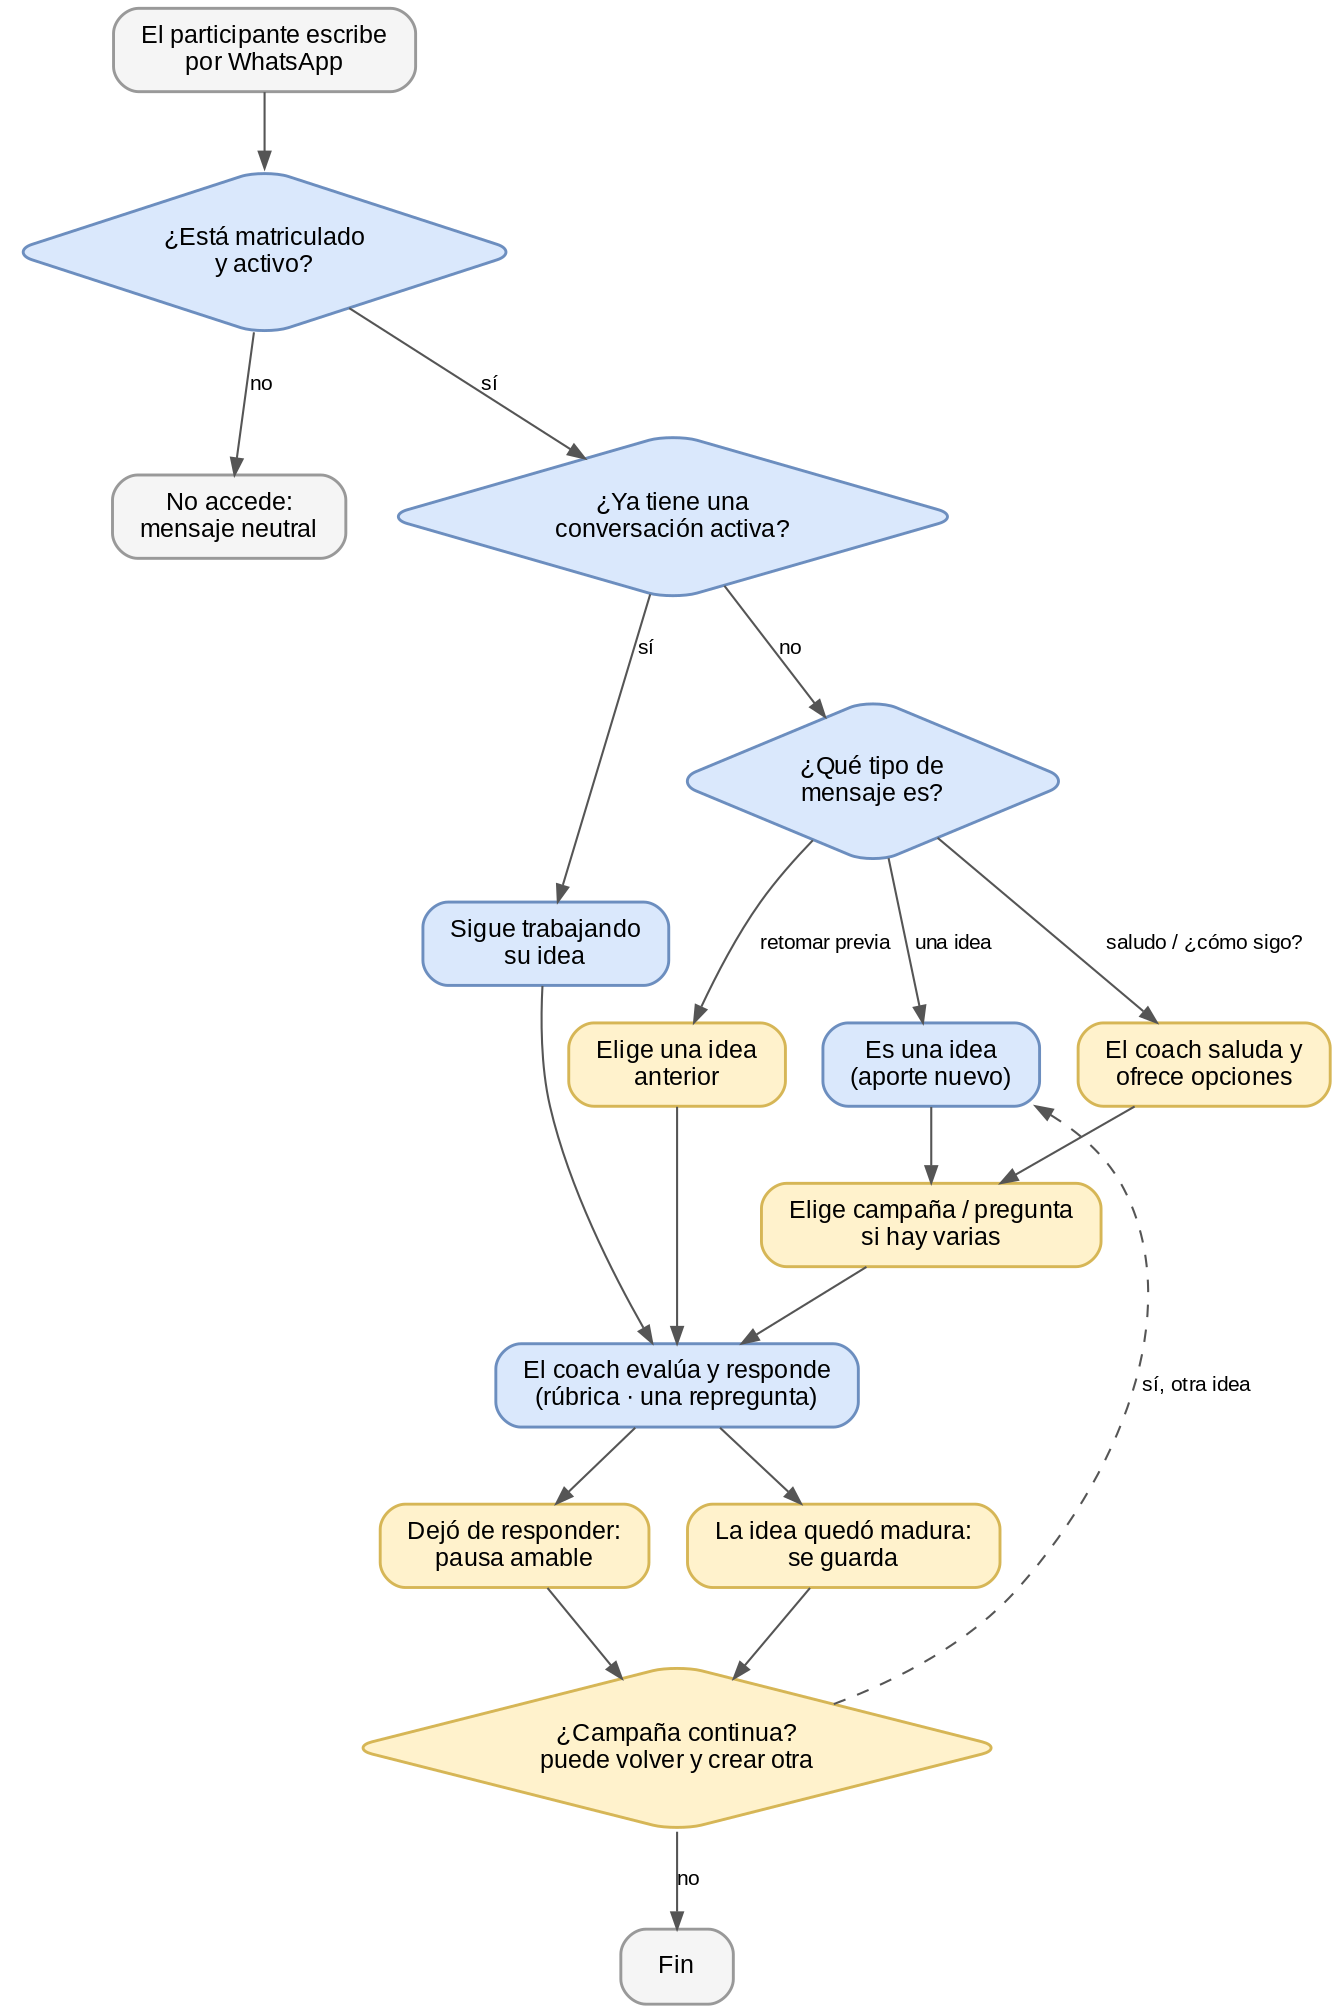 El participante escribe
por WhatsApp
¿Está matriculado
y activo?
no
sí
No accede:
mensaje neutral
¿Ya tiene una
conversación activa?
sí
no
¿Qué tipo de
mensaje es?
retomar previa
una idea
saludo / ¿cómo sigo?
Sigue trabajando
su idea
Elige una idea
anterior
Es una idea
(aporte nuevo)
El coach saluda y
ofrece opciones
Elige campaña / pregunta
si hay varias
El coach evalúa y responde
(rúbrica · una repregunta)
sí, otra idea
Dejó de responder:
pausa amable
La idea quedó madura:
se guarda
¿Campaña continua?
puede volver y crear otra
no
Fin